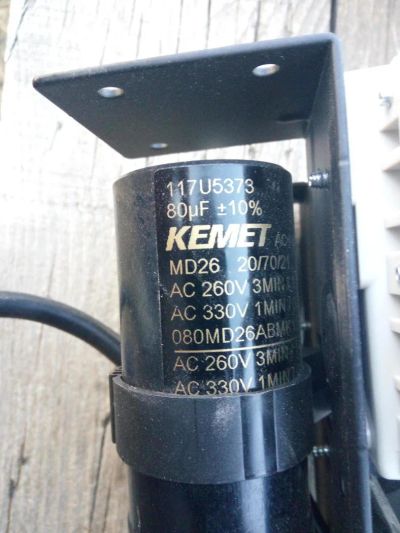 117U5373
80µF ±10%
KEMET
MD26 20/70/21
AC 260V 3MIN
AC 330V 1MIN
080MD26ABM
AC 260V 3MIN
AC 330V 1MIN